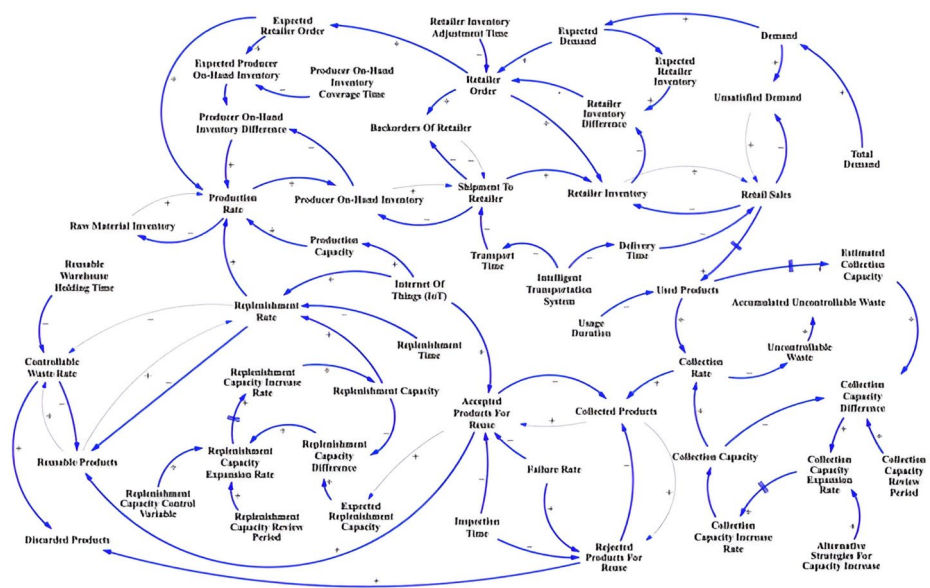 Expected
Retailer Order
Retailer Inventory
Adjustment Time
Expected
Demand
Demand
Expected Producer
On-Hand Inventory
Producer On-Hand
Inventory
Coverage Time
Retailer
Order
Expected
Retailer
Inventory
Unsatisfied Demand
Producer On-Hand
Inventory Difference
Backorders Of Retailer
Retailer
Inventory
Difference
Total
Demand
Production
Rate
Producer On-Hand Inventory
Shipment To
Retailer
Retailer Inventory
Retail Sales
Raw Material Inventory
Production
Capacity
Transport
Time
Delivery
Time
Estimated
Collection
Capacity
Reusable
Warehouse
Holding Time
Internet Of
Things (IoT)
Intelligent
Transportation
System
Used Products
Accumulated Uncontrollable Waste
Replenishment
Rate
Usage
Duration
Replenishment
Time
Uncontrollable
Waste
Controllable
Waste Rate
Replenishment
Capacity Increase
Rate
Replenishment Capacity
Accepted
Products For
Reuse
Collected Products
Collection
Rate
Collection
Capacity
Difference
Reusable Products
Replenishment
Capacity
Expansion Rate
Replenishment
Capacity
Difference
Failure Rate
Collection Capacity
Collection
Capacity
Expansion
Rate
Collection
Capacity
Review
Period
Replenishment
Capacity Control
Variable
Replenishment
Capacity Review
Period
Expected
Replenishment
Capacity
Inspection
Time
Collection
Capacity Increase
Rate
Discarded Products
Rejected
Products For
Reuse
Alternative
Strategies For
Capacity Increase